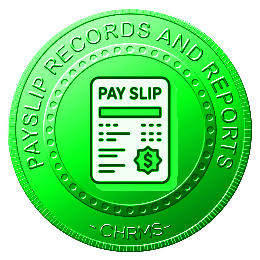 PAYSLIP RECORDS AND REPORTS
PAY SLIP
$
- CHRMS-